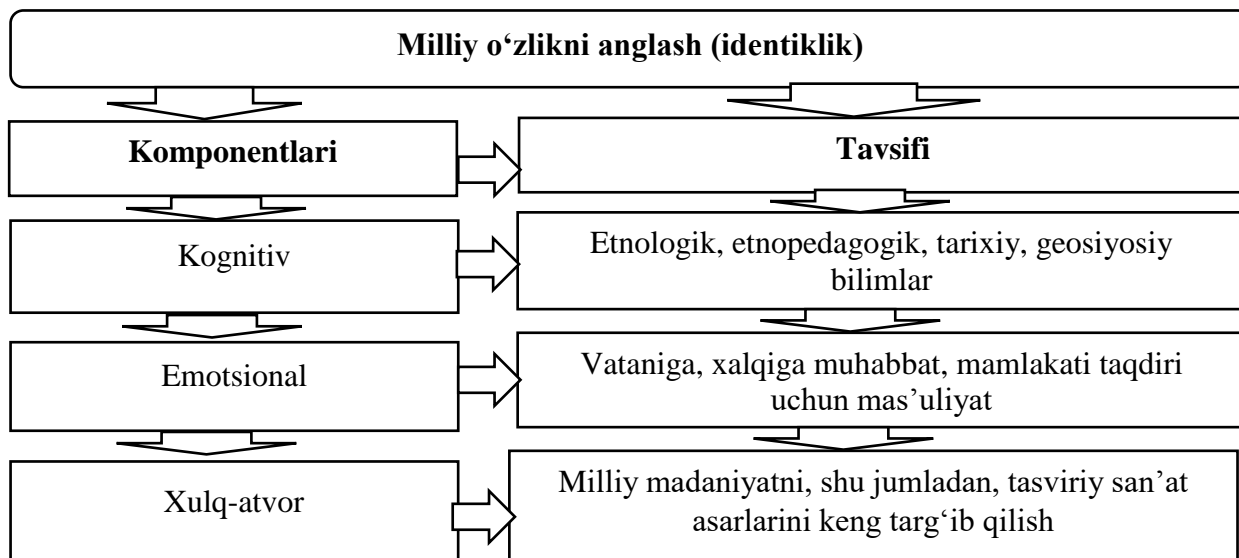 Milliy o‘zlikni anglash (identiklik)
Komponentlari
Tavsifi
Kognitiv
Etnologik, etnopedagogik, tarixiy, geosiyosiy
bilimlar
Emotsional
Vataniga, xalqiga muhabbat, mamlakati taqdiri
uchun mas’uliyat
Xulq-atvor
Milliy madaniyatni, shu jumladan, tasviriy san’at
asarlarini keng targ‘ib qilish